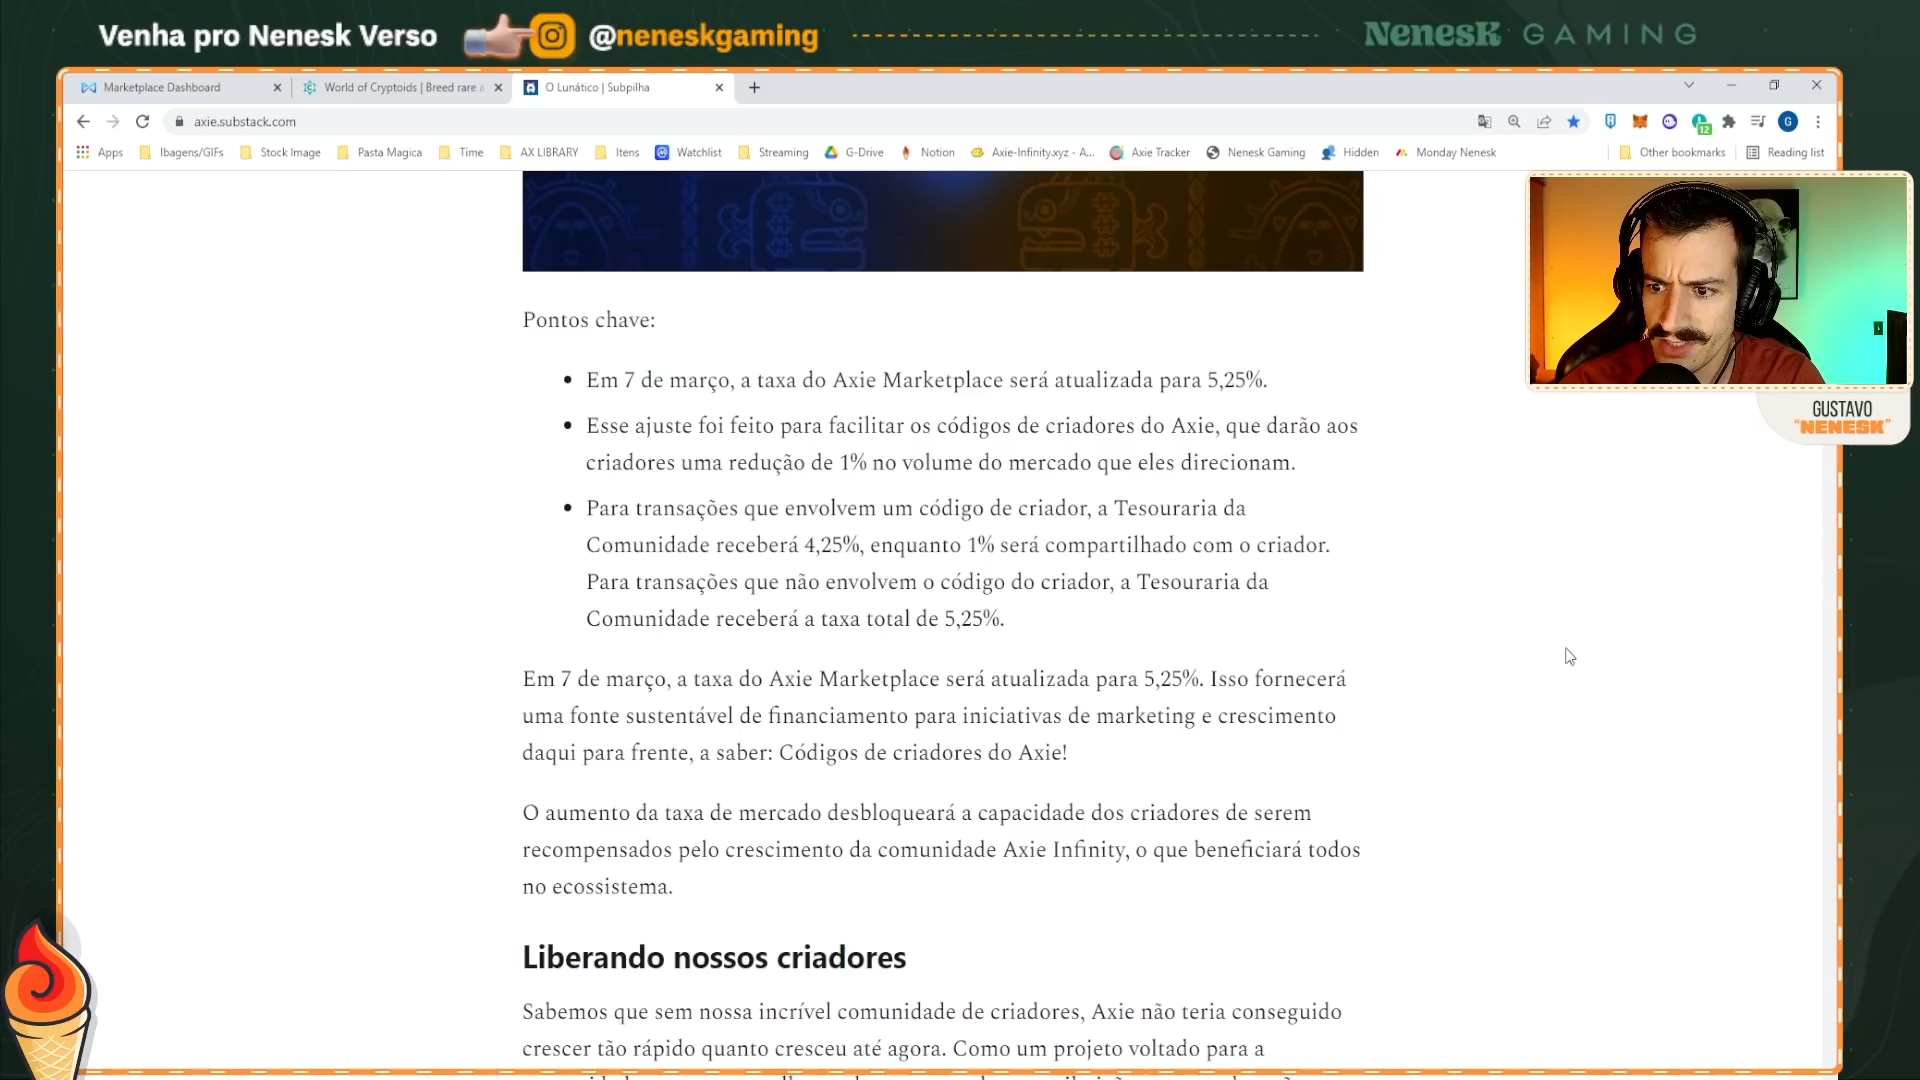 Venha pro Nenesk Verso
@neneskgaming
NenesK GAMING
Marketplace Dashboard
World of Cryptoids | Breed rare a
O Lunático | Subpilha
axie.substack.com
12
G
Apps
Ibagens/GIFs
Stock Image
Pasta Magica
Time
AX LIBRARY
Itens
Watchlist
Streaming
G-Drive
Notion
Axie-Infinity.xyz - A...
Axie Tracker
Nenesk Gaming
Hidden
Monday Nenesk
Other bookmarks
Reading list
GUSTAVO
"NENESK"
Pontos chave:
• Em 7 de março, a taxa do Axie Marketplace será atualizada para 5,25%.
• Esse ajuste foi feito para facilitar os códigos de criadores do Axie, que darão aos
criadores uma redução de 1% no volume do mercado que eles direcionam.
• Para transações que envolvem um código de criador, a Tesouraria da
Comunidade receberá 4,25%, enquanto 1% será compartilhado com o criador.
Para transações que não envolvem o código do criador, a Tesouraria da
Comunidade receberá a taxa total de 5,25%.
Em 7 de março, a taxa do Axie Marketplace será atualizada para 5,25%. Isso fornecerá
uma fonte sustentável de financiamento para iniciativas de marketing e crescimento
daqui para frente, a saber: Códigos de criadores do Axie!
O aumento da taxa de mercado desbloqueará a capacidade dos criadores de serem
recompensados pelo crescimento da comunidade Axie Infinity, o que beneficiará todos
no ecossistema.
Liberando nossos criadores
Sabemos que sem nossa incrível comunidade de criadores, Axie não teria conseguido
crescer tão rápido quanto cresceu até agora. Como um projeto voltado para a